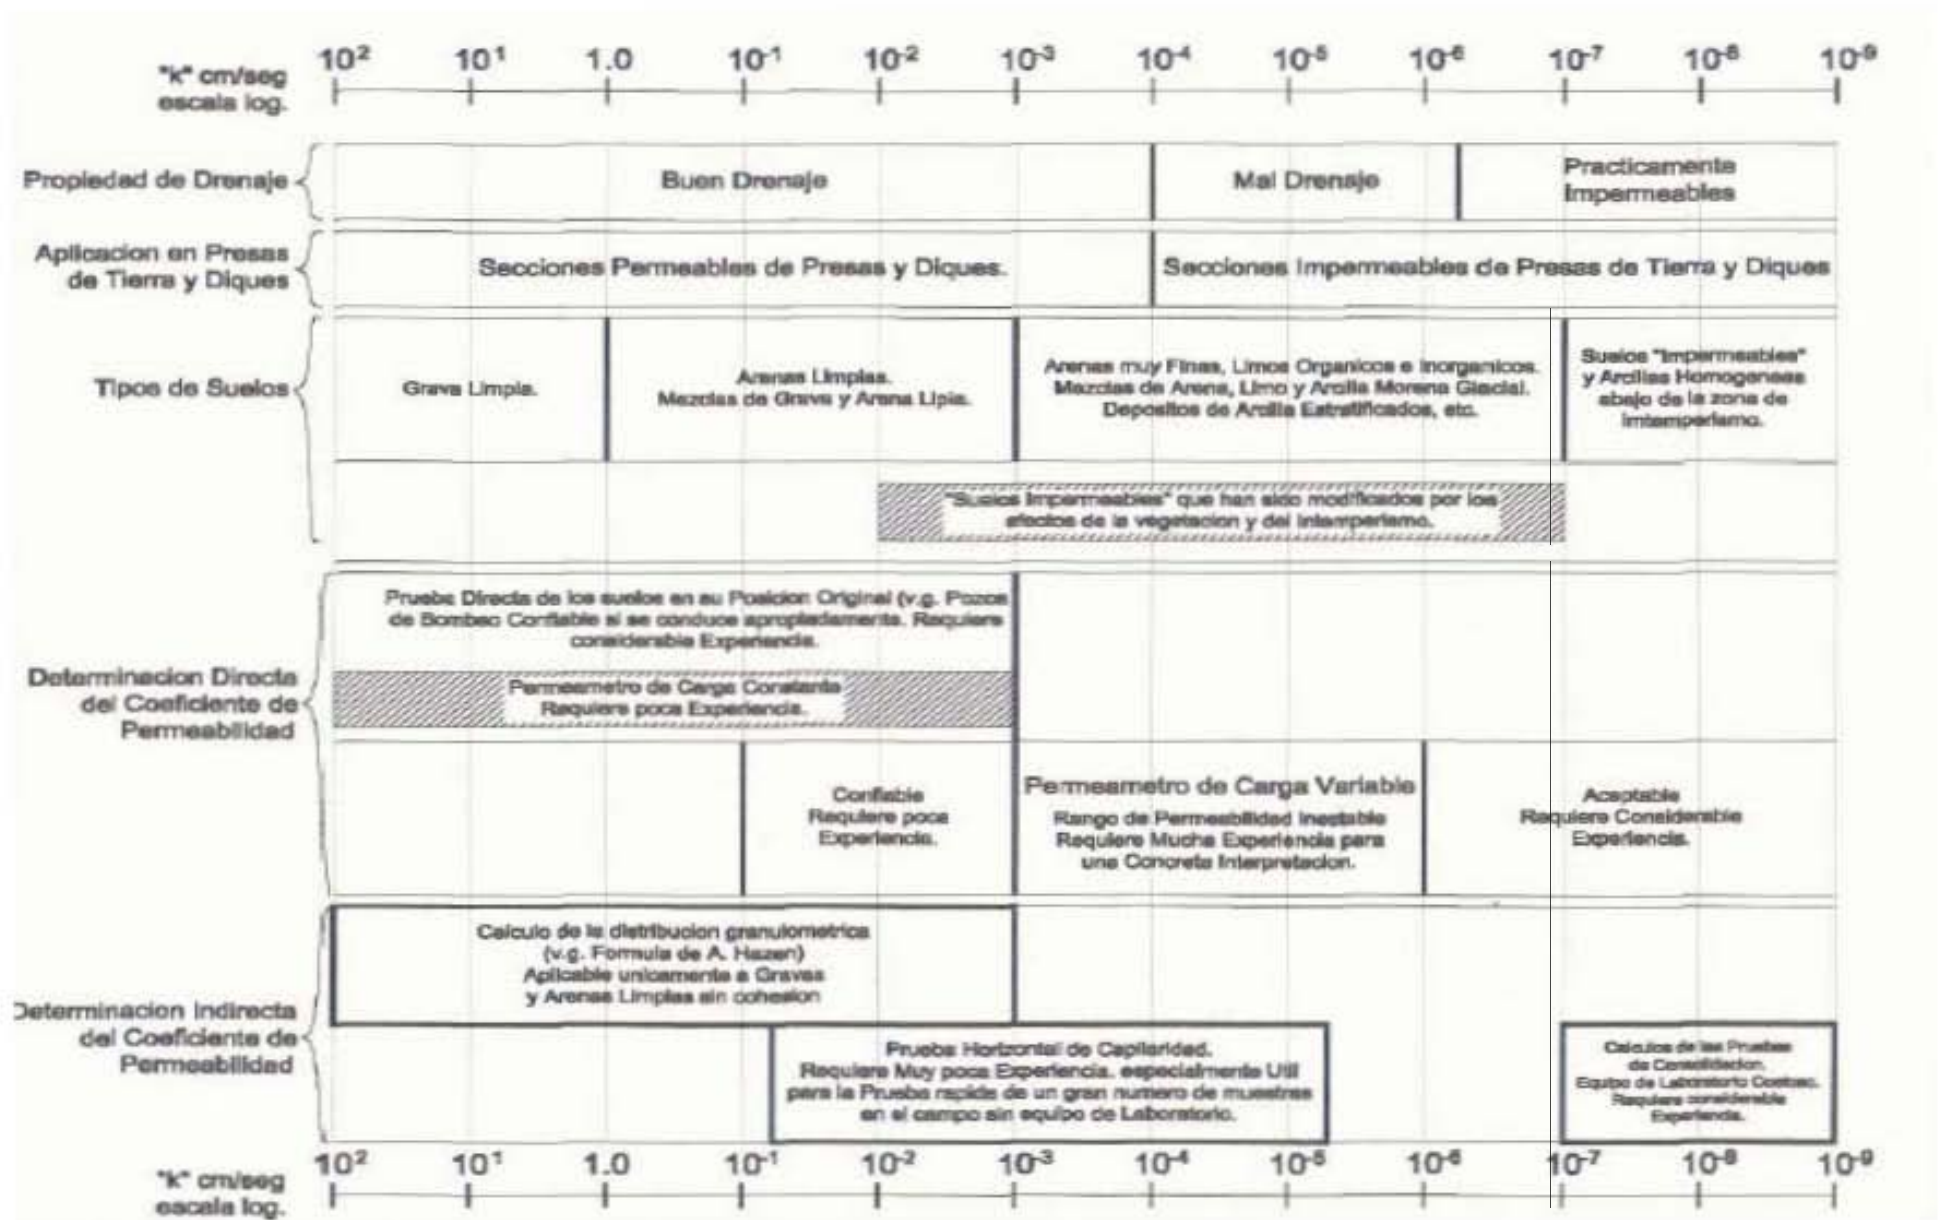 "k" cm/seg
escala log.
10² 10¹ 1.0 10-¹ 10-² 10-³ 10-⁴ 10-⁵ 10-⁶ 10-⁷ 10-⁸ 10-⁹
Propiedad de Drenaje
Buen Drenaje
Mal Drenaje
Practicamente
Impermeables
Aplicacion en Presas
de Tierra y Diques
Secciones Permeables de Presas y Diques.
Secciones Impermeables de Presas de Tierra y Diques
Tipos de Suelos
Grava Limpia.
Arenas Limpias.
Mezclas de Grava y Arena Lipia.
Arenas muy Finas, Limos Organicos e Inorganicos.
Mezclas de Arena, Limo y Arcilla Morena Glacial.
Depositos de Arcilla Estratificados, etc.
Suelos "Impermeables"
y Arcillas Homogeneas
abajo de la zona de
Imtemperismo.
"Suelos Impermeables" que han sido modificados por los
efectos de la vegetacion y del Intemperismo.
Determinacion Directa
del Coeficiente de
Permeabilidad
Prueba Directa de los suelos en su Posicion Original (v.g. Pozos
de Bombeo Confiable si se conduce apropiadamente. Requiere
considerable Experiencia.
Permeametro de Carga Constante
Requiere poca Experiencia.
Confiable
Requiere poca
Experiencia.
Permeametro de Carga Variable
Rango de Permeabilidad Inestable
Requiere Mucha Experiencia para
una Concreta Interpretacion.
Aceptable
Requiere Considerable
Experiencia.
Determinacion Indirecta
del Coeficiente de
Permeabilidad
Calculo de la distribucion granulometrica
(v.g. Formula de A. Hazen)
Aplicable unicamente a Gravas
y Arenas Limpias sin cohesion
Prueba Horizontal de Capilaridad.
Requiere Muy poca Experiencia. especialmente Util
para la Prueba rapida de un gran numero de muestras
en el campo sin equipo de Laboratorio.
Calculos de las Pruebas
de Consolidacion.
Equipo de Laboratorio Costoso.
Requiere considerable
Experiencia.
10² 10¹ 1.0 10-¹ 10-² 10-³ 10-⁴ 10-⁵ 10-⁶ 10-⁷ 10-⁸ 10-⁹
"k" cm/seg
escala log.